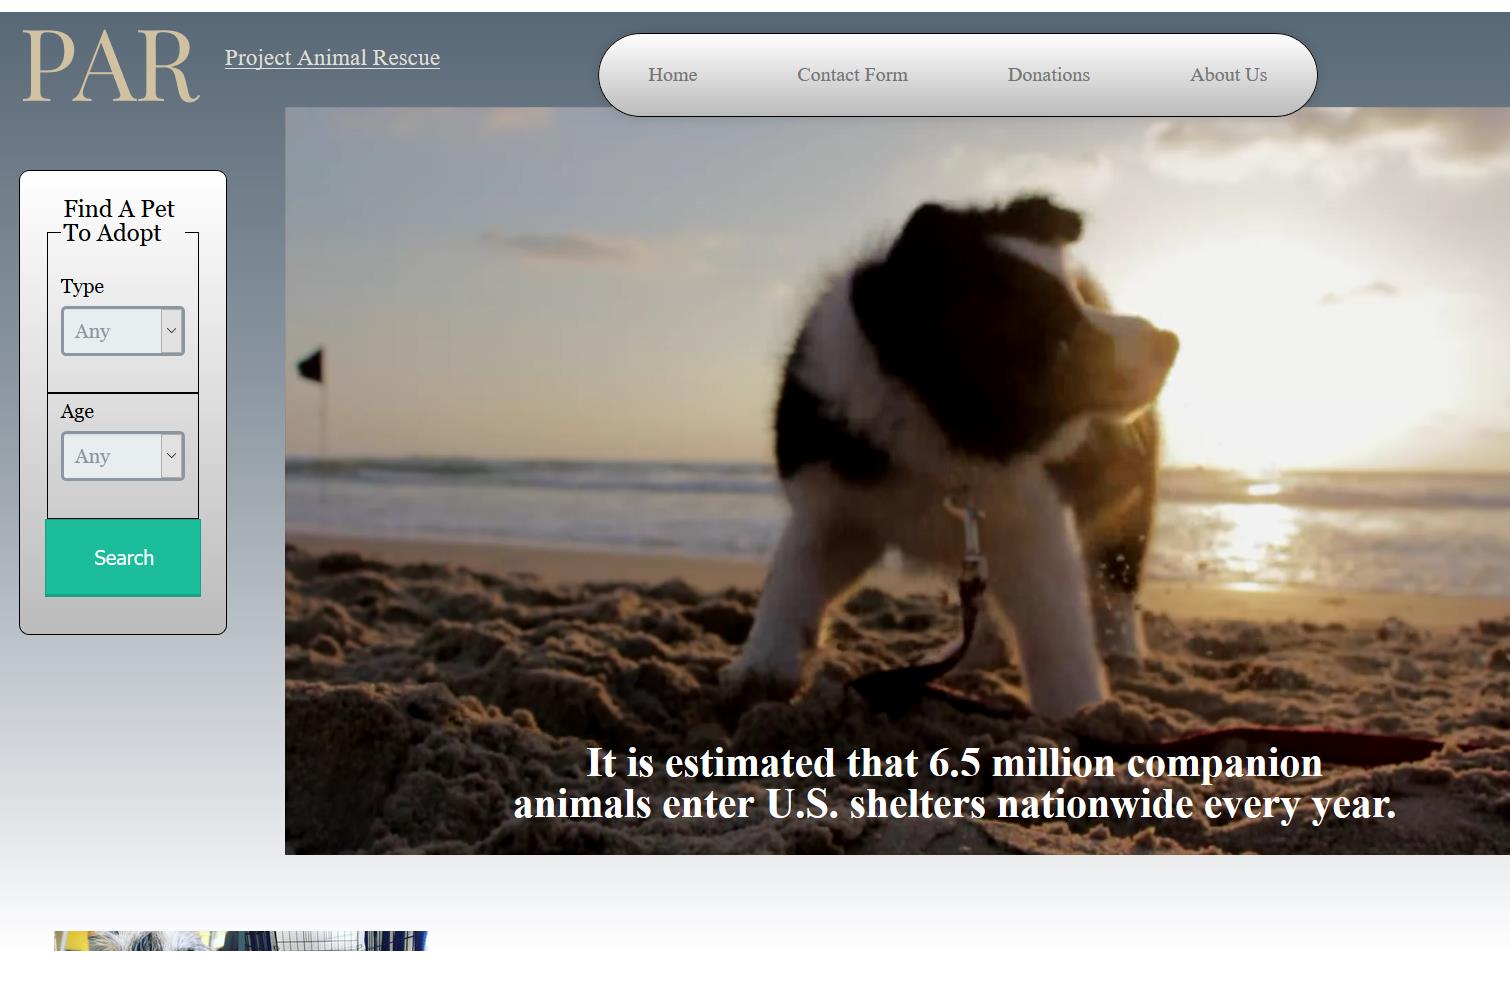 PAR
Project Animal Rescue
Home
Contact Form
Donations
About Us
Find A Pet
To Adopt
Type
Any
Age
Any
Search
It is estimated that 6.5 million companion
animals enter U.S. shelters nationwide every year.